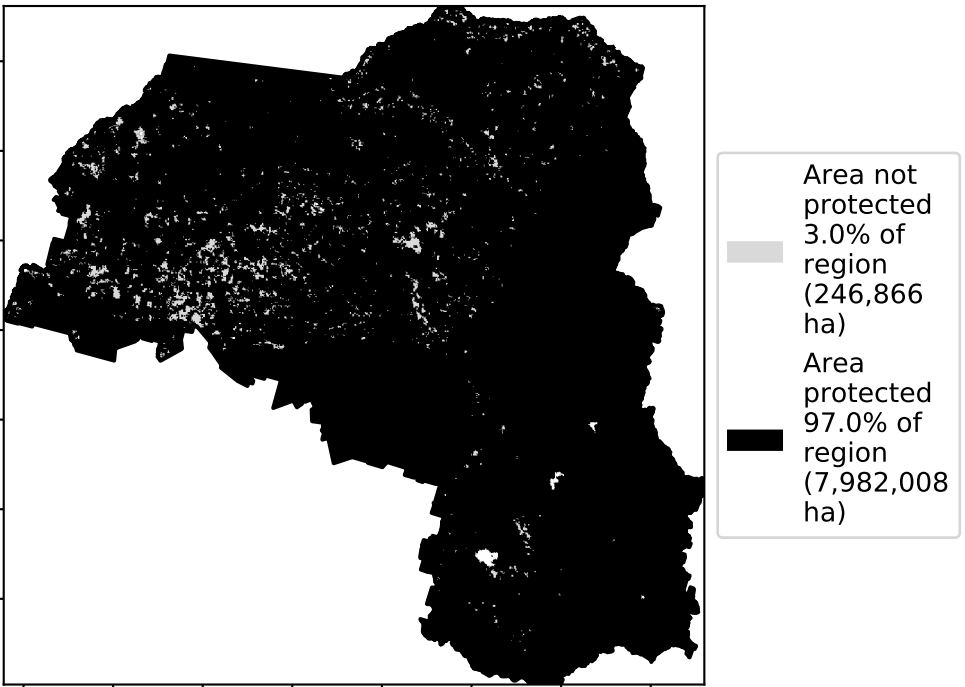 Area not
protected
3.0% of
region
(246,866
ha)
Area
protected
97.0% of
region
(7,982,008
ha)